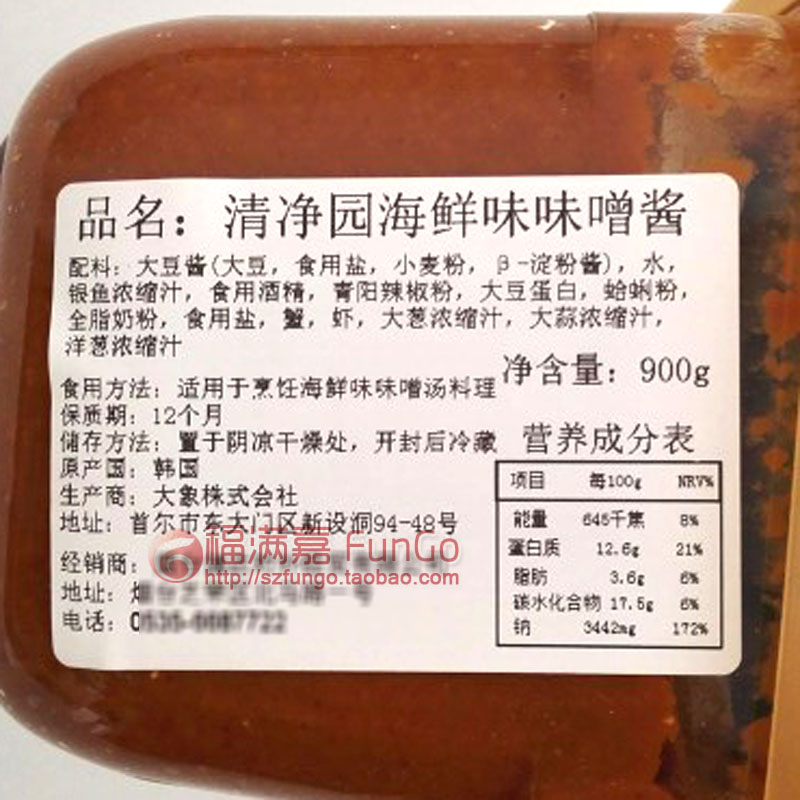 品名：清净园海鲜味味噌酱
配料：大豆酱(大豆，食用盐，小麦粉，β-淀粉酱)，水，
银鱼浓缩汁，食用酒精，青阳辣椒粉，大豆蛋白，蛤蜊粉，
全脂奶粉，食用盐，蟹，虾，大葱浓缩汁，大蒜浓缩汁，
洋葱浓缩汁
净含量：900g
食用方法：适用于烹饪海鲜味味噌汤料理
保质期：12个月
储存方法：置于阴凉干燥处，开封后冷藏
原产国：韩国
生产商：大象株式会社
地址：首尔市东大门区新设洞94-48号
经销商：
地址：
电话：
营养成分表
项目 每100g NRV%
能量 645千焦 8%
蛋白质 12.6g 21%
脂肪 3.6g 6%
碳水化合物 17.5g 6%
钠 3442mg 172%
福满嘉 FunGo
http://szfungo.taobao.com